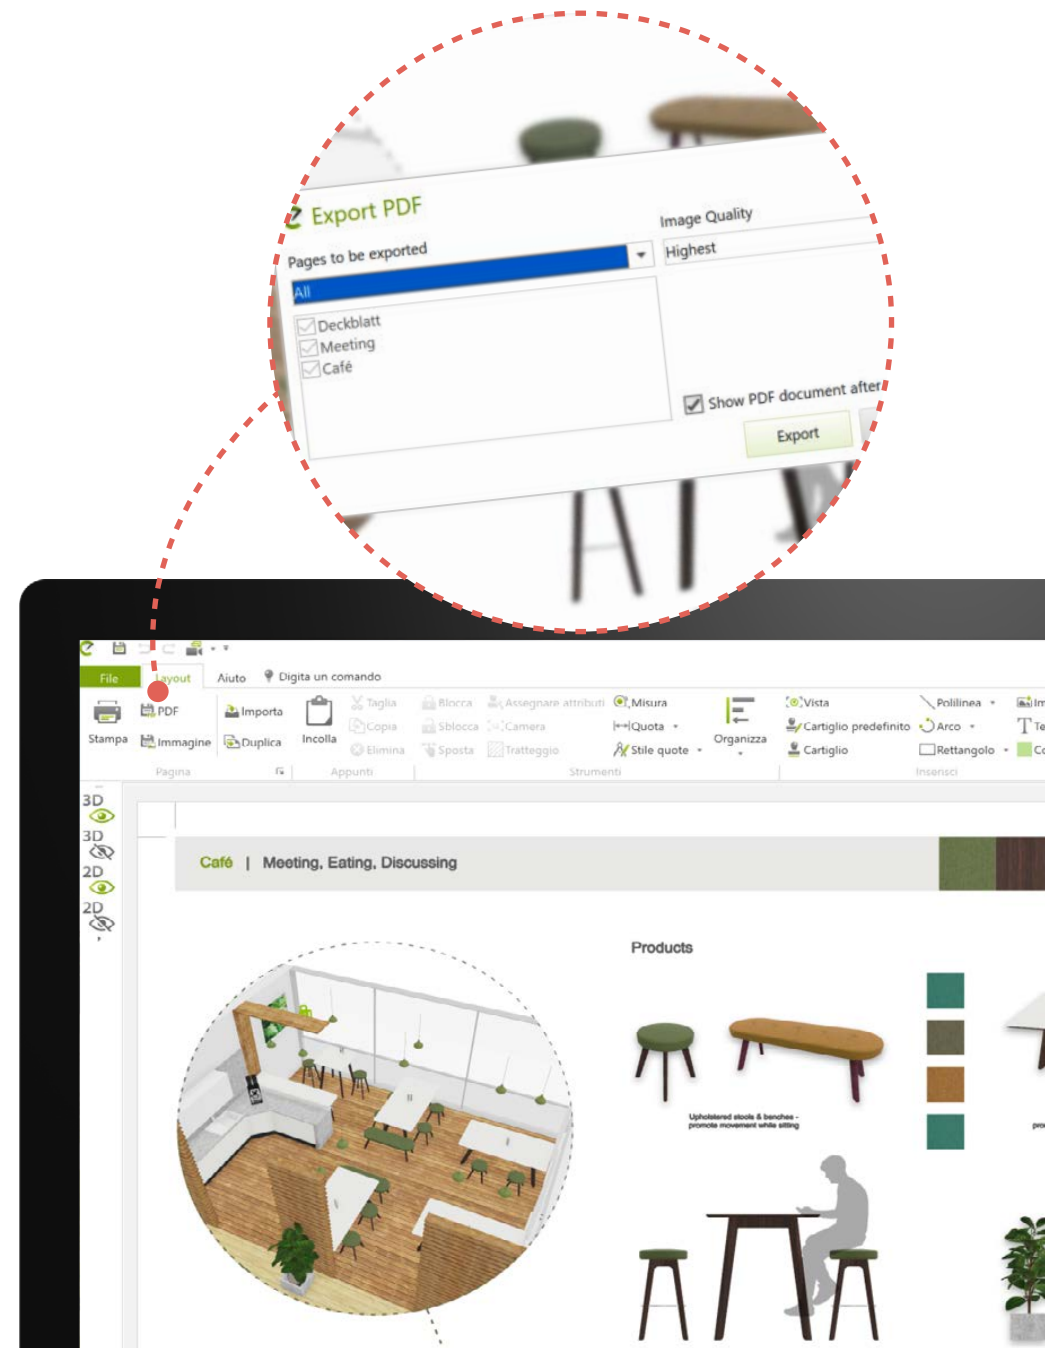 Export PDF
Pages to be exported
Image Quality
All
Highest
Deckblatt
Meeting
Café
Show PDF document after
Export
File
Layout
Aiuto
Digita un comando
Stampa
PDF
Immagine
Importa
Duplica
Pagina
Incolla
Taglia
Copia
Elimina
Appunti
Blocca
Sblocca
Sposta
Assegnare attributi
Camera
Tratteggio
Misura
Quota
Stile quote
Strumenti
Organizza
Vista
Cartiglio predefinito
Cartiglio
Polilinea
Arco
Rettangolo
Inserisci
Im
Te
Co
3D
3D
2D
2D
Café | Meeting, Eating, Discussing
Products
Upholstered stools & benches -
promote movement while sitting